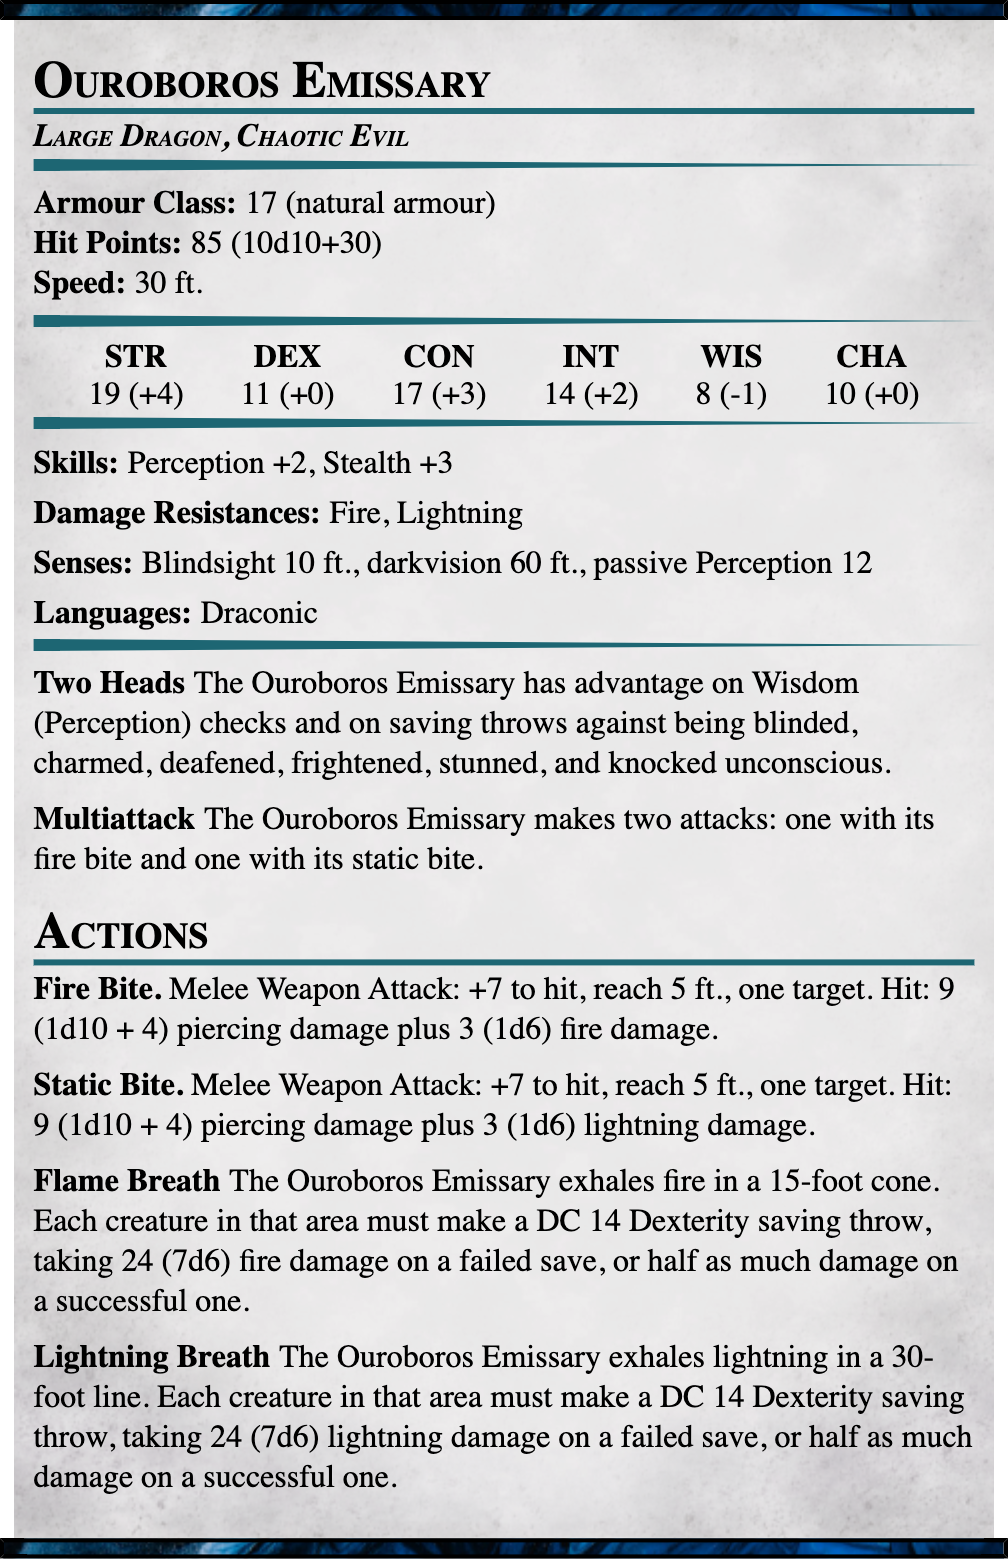 Ouroboros Emissary
Large Dragon, Chaotic Evil
Armour Class: 17 (natural armour)
Hit Points: 85 (10d10+30)
Speed: 30 ft.
STR DEX CON INT WIS CHA
19 (+4) 11 (+0) 17 (+3) 14 (+2) 8 (-1) 10 (+0)
Skills: Perception +2, Stealth +3
Damage Resistances: Fire, Lightning
Senses: Blindsight 10 ft., darkvision 60 ft., passive Perception 12
Languages: Draconic
Two Heads The Ouroboros Emissary has advantage on Wisdom
(Perception) checks and on saving throws against being blinded,
charmed, deafened, frightened, stunned, and knocked unconscious.
Multiattack The Ouroboros Emissary makes two attacks: one with its
fire bite and one with its static bite.
Actions
Fire Bite. Melee Weapon Attack: +7 to hit, reach 5 ft., one target. Hit: 9
(1d10 + 4) piercing damage plus 3 (1d6) fire damage.
Static Bite. Melee Weapon Attack: +7 to hit, reach 5 ft., one target. Hit:
9 (1d10 + 4) piercing damage plus 3 (1d6) lightning damage.
Flame Breath The Ouroboros Emissary exhales fire in a 15-foot cone.
Each creature in that area must make a DC 14 Dexterity saving throw,
taking 24 (7d6) fire damage on a failed save, or half as much damage on
a successful one.
Lightning Breath The Ouroboros Emissary exhales lightning in a 30-
foot line. Each creature in that area must make a DC 14 Dexterity saving
throw, taking 24 (7d6) lightning damage on a failed save, or half as much
damage on a successful one.